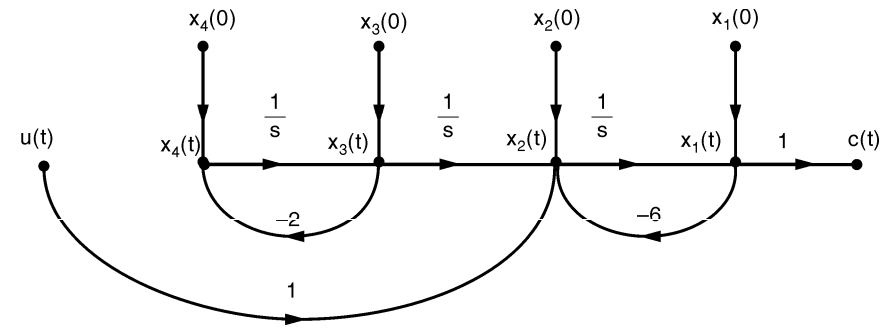 x₄(0)
x₃(0)
x₂(0)
x₁(0)
1/s
1/s
1/s
u(t)
x₄(t)
x₃(t)
x₂(t)
x₁(t)
1
c(t)
−2
−6
1